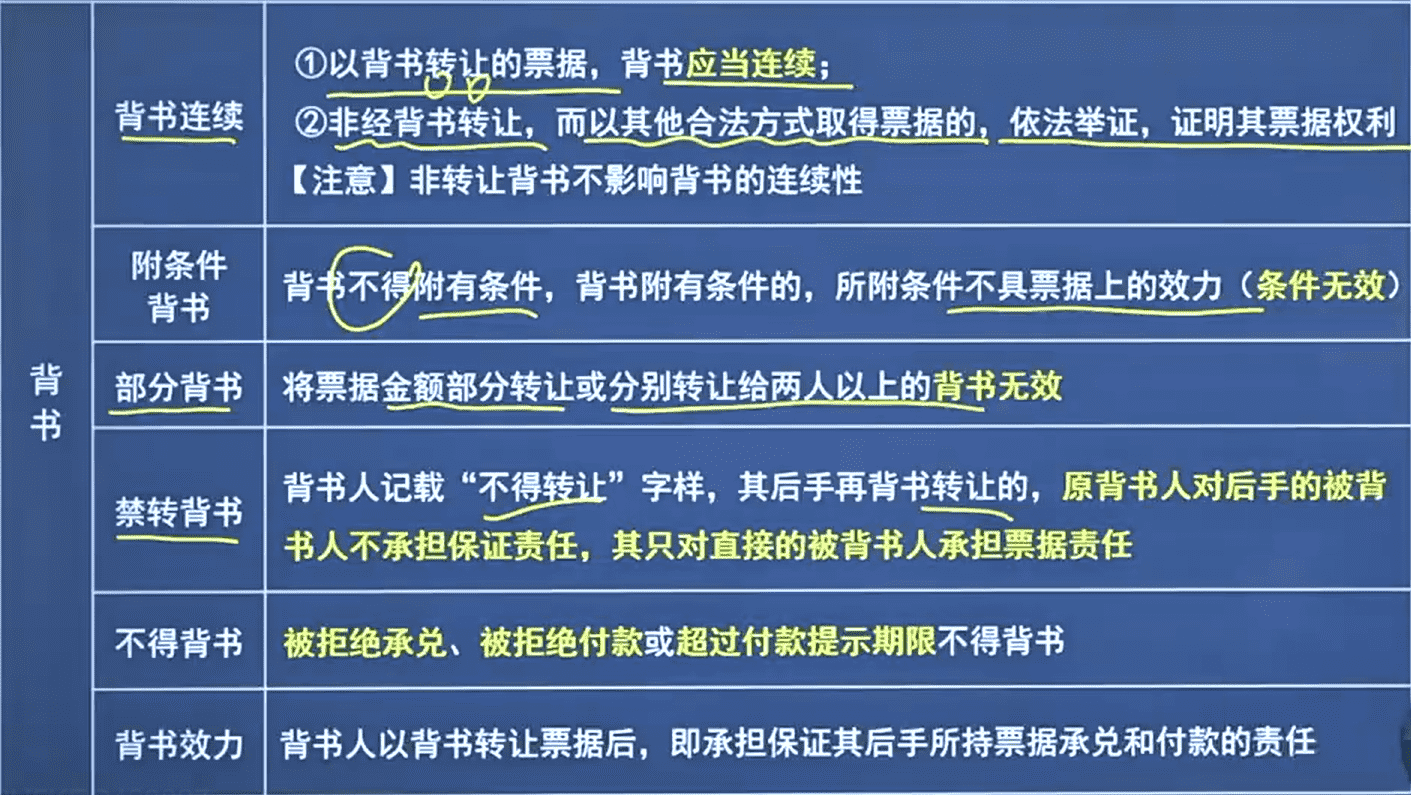 背书
背书连续
①以背书转让的票据，背书应当连续；
②非经背书转让，而以其他合法方式取得票据的，依法举证，证明其票据权利
【注意】非转让背书不影响背书的连续性
附条件
背书
背书不得附有条件，背书附有条件的，所附条件不具票据上的效力（条件无效）
部分背书
将票据金额部分转让或分别转让给两人以上的背书无效
禁转背书
背书人记载“不得转让”字样，其后手再背书转让的，原背书人对后手的被背
书人不承担保证责任，其只对直接的被背书人承担票据责任
不得背书
被拒绝承兑、被拒绝付款或超过付款提示期限不得背书
背书效力
背书人以背书转让票据后，即承担保证其后手所持票据承兑和付款的责任